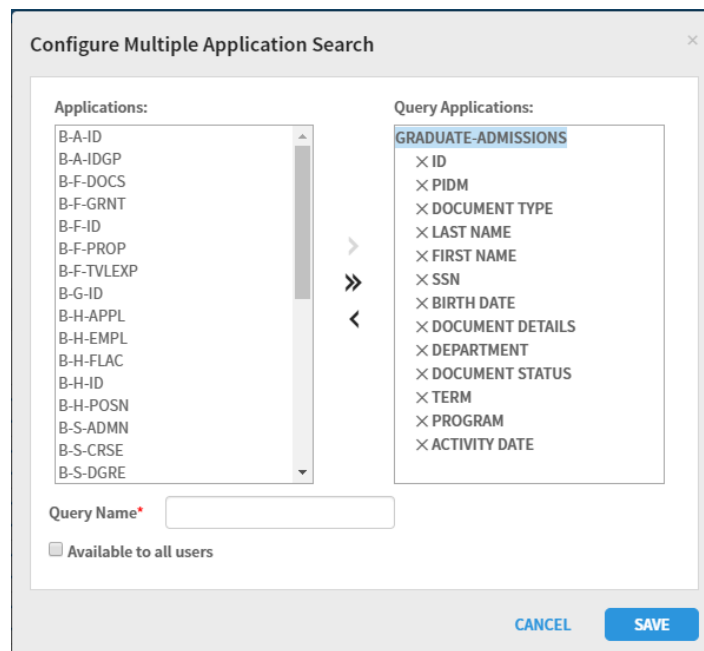 Configure Multiple Application Search
Applications:
B-A-ID
B-A-IDGP
B-F-DOCS
B-F-GRNT
B-F-ID
B-F-PROP
B-F-TVLEXP
B-G-ID
B-H-APPL
B-H-EMPL
B-H-FLAC
B-H-ID
B-H-POSN
B-S-ADMN
B-S-CRSE
B-S-DGRE
Query Applications:
GRADUATE-ADMISSIONS
ID
PIDM
DOCUMENT TYPE
LAST NAME
FIRST NAME
SSN
BIRTH DATE
DOCUMENT DETAILS
DEPARTMENT
DOCUMENT STATUS
TERM
PROGRAM
ACTIVITY DATE
Query Name*
Available to all users
CANCEL SAVE